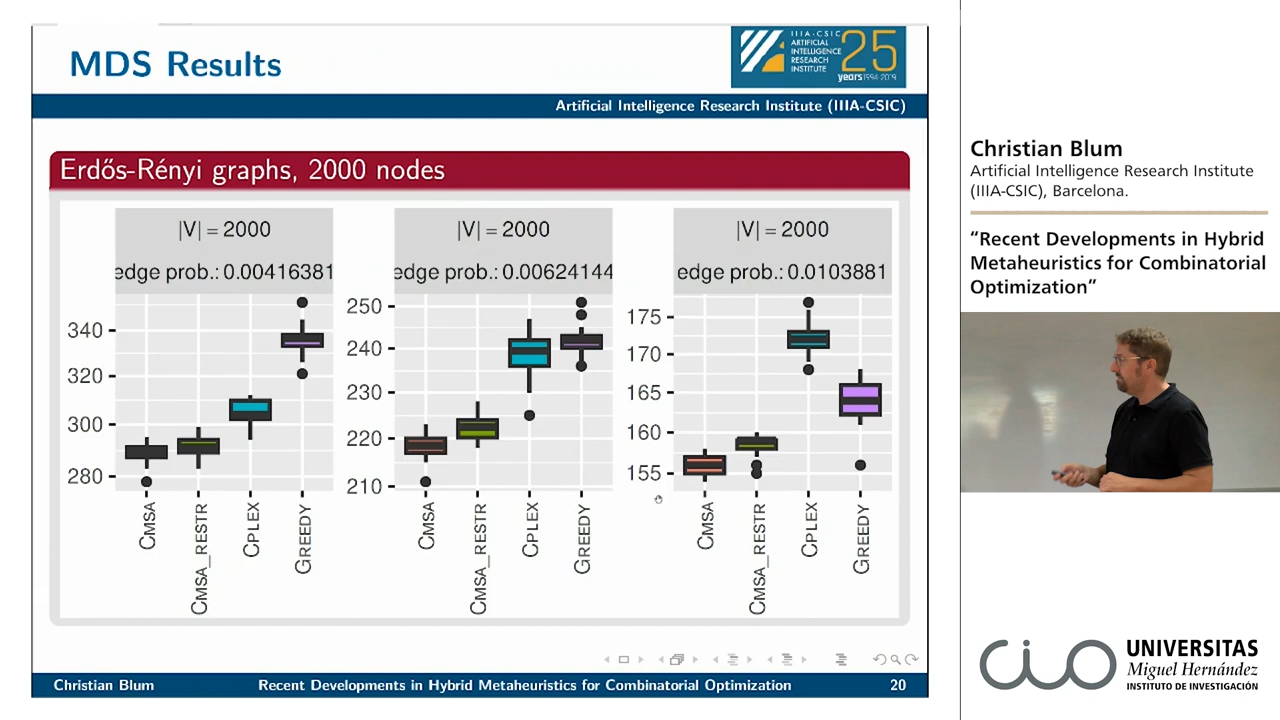 MDS Results
IIIA-CSIC
ARTIFICIAL
INTELLIGENCE
RESEARCH
INSTITUTE
25
years 1994-2019
Artificial Intelligence Research Institute (IIIA-CSIC)
Erdős-Rényi graphs, 2000 nodes
|V| = 2000
edge prob.: 0.00416381
340
320
300
280
CMSA
CMSA_RESTR
CPLEX
GREEDY
|V| = 2000
edge prob.: 0.00624144
250
240
230
220
210
CMSA
CMSA_RESTR
CPLEX
GREEDY
|V| = 2000
edge prob.: 0.0103881
175
170
165
160
155
CMSA
CMSA_RESTR
CPLEX
GREEDY
Christian Blum
Recent Developments in Hybrid Metaheuristics for Combinatorial Optimization
20
Christian Blum
Artificial Intelligence Research Institute
(IIIA-CSIC), Barcelona.
“Recent Developments in Hybrid
Metaheuristics for Combinatorial
Optimization”
cio
UNIVERSITAS
Miguel Hernández
INSTITUTO DE INVESTIGACIÓN